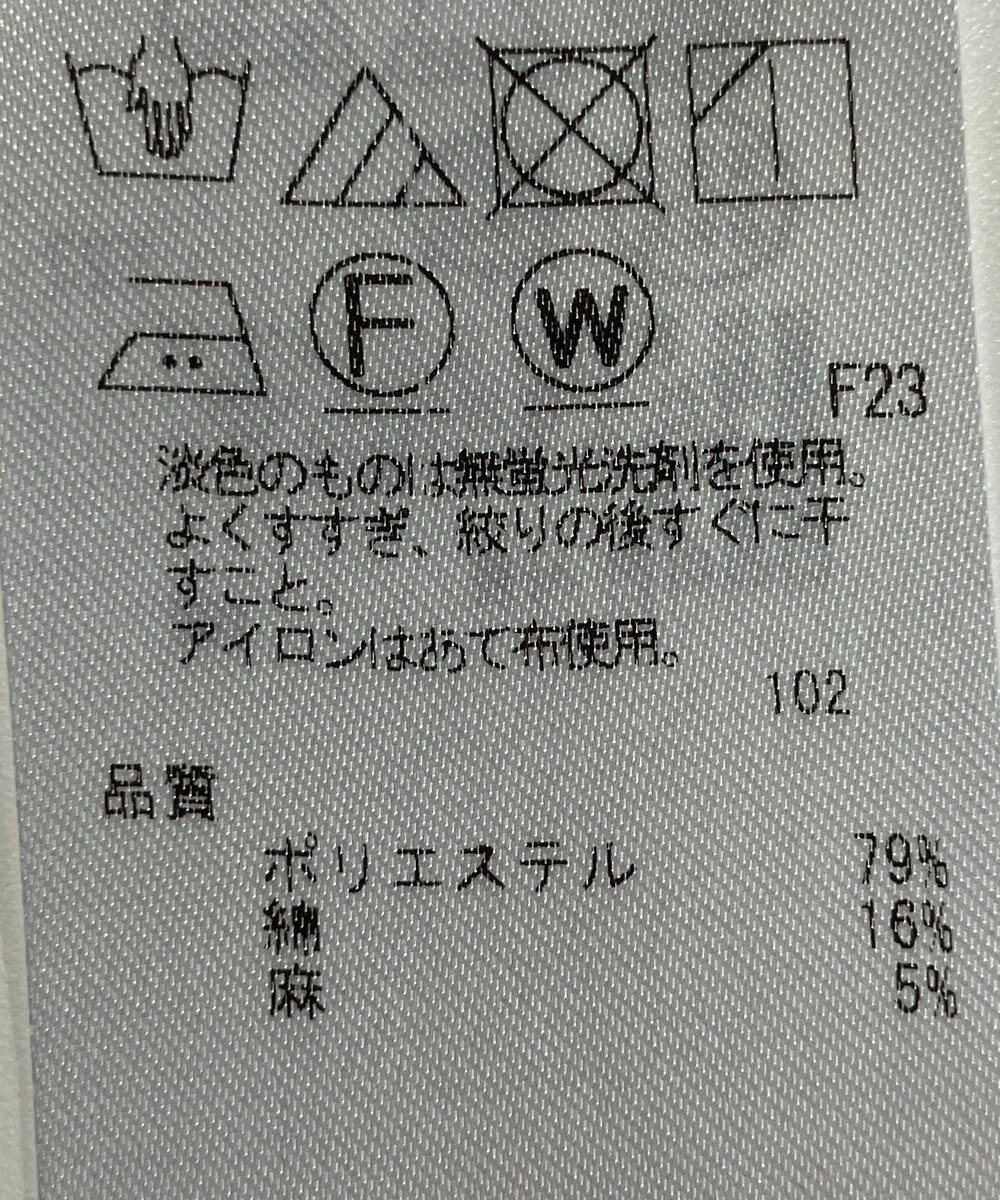 F W
F23
淡色のものは無蛍光洗剤を使用。
よくすすぎ、絞りの後すぐに干
すこと。
アイロンはあて布使用。
102
品質
ポリエステル 79%
綿 16%
麻 5%